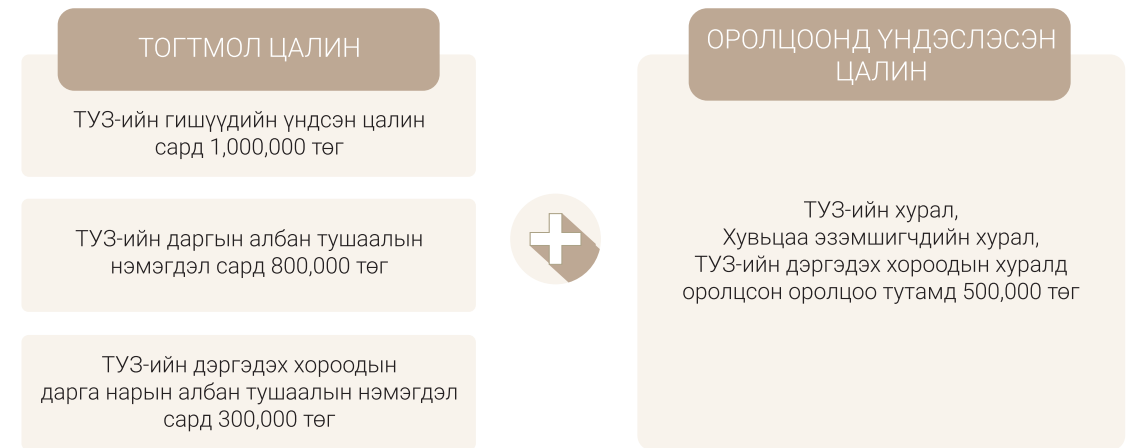 ТОГТМОЛ ЦАЛИН
ТУЗ-ийн гишүүдийн үндсэн цалин
сард 1,000,000 төг
ТУЗ-ийн даргын албан тушаалын
нэмэгдэл сард 800,000 төг
ТУЗ-ийн дэргэдэх хороодын
дарга нарын албан тушаалын нэмэгдэл
сард 300,000 төг
ОРОЛЦООНД ҮНДЭСЛЭСЭН
ЦАЛИН
ТУЗ-ийн хурал,
Хувьцаа эзэмшигчдийн хурал,
ТУЗ-ийн дэргэдэх хороодын хуралд
оролцсон оролцоо тутамд 500,000 төг